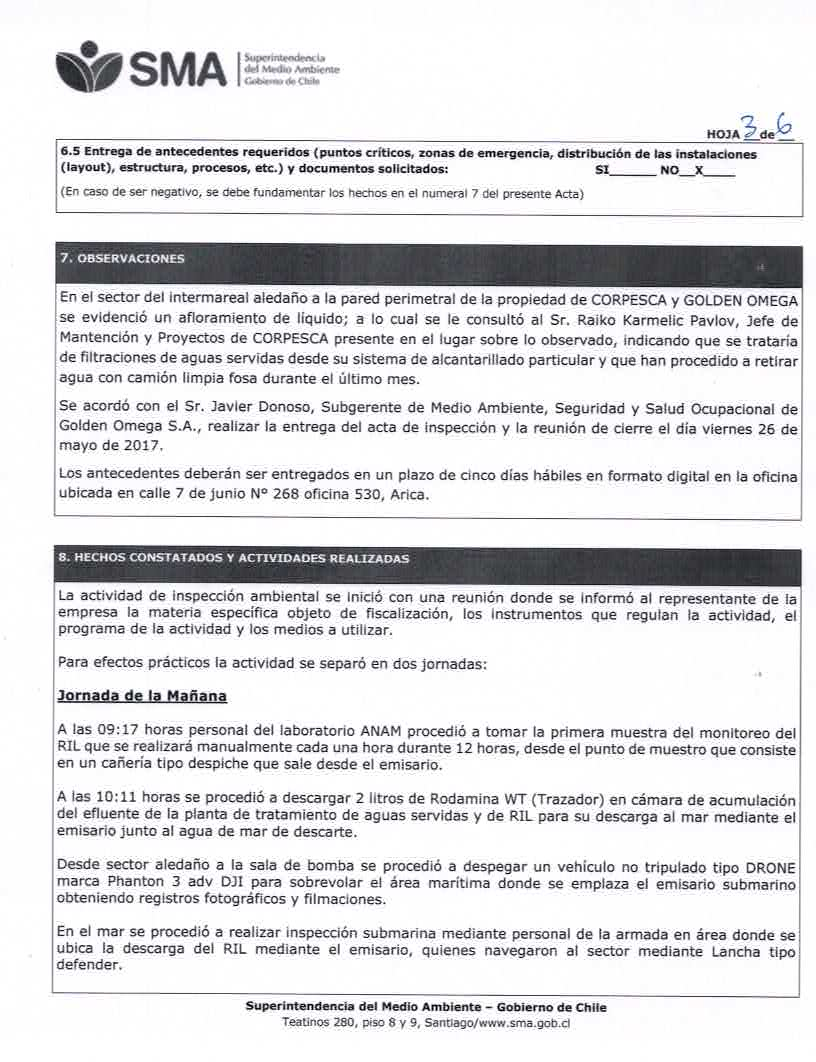 SMA
Superintendencia
del Medio Ambiente
Gobierno de Chile
HOJA 3 de 6
6.5 Entrega de antecedentes requeridos (puntos críticos, zonas de emergencia, distribución de las instalaciones
(layout), estructura, procesos, etc.) y documentos solicitados: SI______ NO__X____
(En caso de ser negativo, se debe fundamentar los hechos en el numeral 7 del presente Acta)
7. OBSERVACIONES
En el sector del intermareal aledaño a la pared perimetral de la propiedad de CORPESCA y GOLDEN OMEGA
se evidenció un afloramiento de líquido; a lo cual se le consultó al Sr. Raiko Karmelic Pavlov, Jefe de
Mantención y Proyectos de CORPESCA presente en el lugar sobre lo observado, indicando que se trataría
de filtraciones de aguas servidas desde su sistema de alcantarillado particular y que han procedido a retirar
agua con camión limpia fosa durante el último mes.
Se acordó con el Sr. Javier Donoso, Subgerente de Medio Ambiente, Seguridad y Salud Ocupacional de
Golden Omega S.A., realizar la entrega del acta de inspección y la reunión de cierre el día viernes 26 de
mayo de 2017.
Los antecedentes deberán ser entregados en un plazo de cinco días hábiles en formato digital en la oficina
ubicada en calle 7 de junio Nº 268 oficina 530, Arica.
8. HECHOS CONSTATADOS Y ACTIVIDADES REALIZADAS
La actividad de inspección ambiental se inició con una reunión donde se informó al representante de la
empresa la materia específica objeto de fiscalización, los instrumentos que regulan la actividad, el
programa de la actividad y los medios a utilizar.
Para efectos prácticos la actividad se separó en dos jornadas:
Jornada de la Mañana
A las 09:17 horas personal del laboratorio ANAM procedió a tomar la primera muestra del monitoreo del
RIL que se realizará manualmente cada una hora durante 12 horas, desde el punto de muestro que consiste
en un cañería tipo despiche que sale desde el emisario.
A las 10:11 horas se procedió a descargar 2 litros de Rodamina WT (Trazador) en cámara de acumulación
del efluente de la planta de tratamiento de aguas servidas y de RIL para su descarga al mar mediante el
emisario junto al agua de mar de descarte.
Desde sector aledaño a la sala de bomba se procedió a despegar un vehículo no tripulado tipo DRONE
marca Phanton 3 adv DJI para sobrevolar el área marítima donde se emplaza el emisario submarino
obteniendo registros fotográficos y filmaciones.
En el mar se procedió a realizar inspección submarina mediante personal de la armada en área donde se
ubica la descarga del RIL mediante el emisario, quienes navegaron al sector mediante Lancha tipo
defender.
Superintendencia del Medio Ambiente – Gobierno de Chile
Teatinos 280, piso 8 y 9, Santiago/www.sma.gob.cl